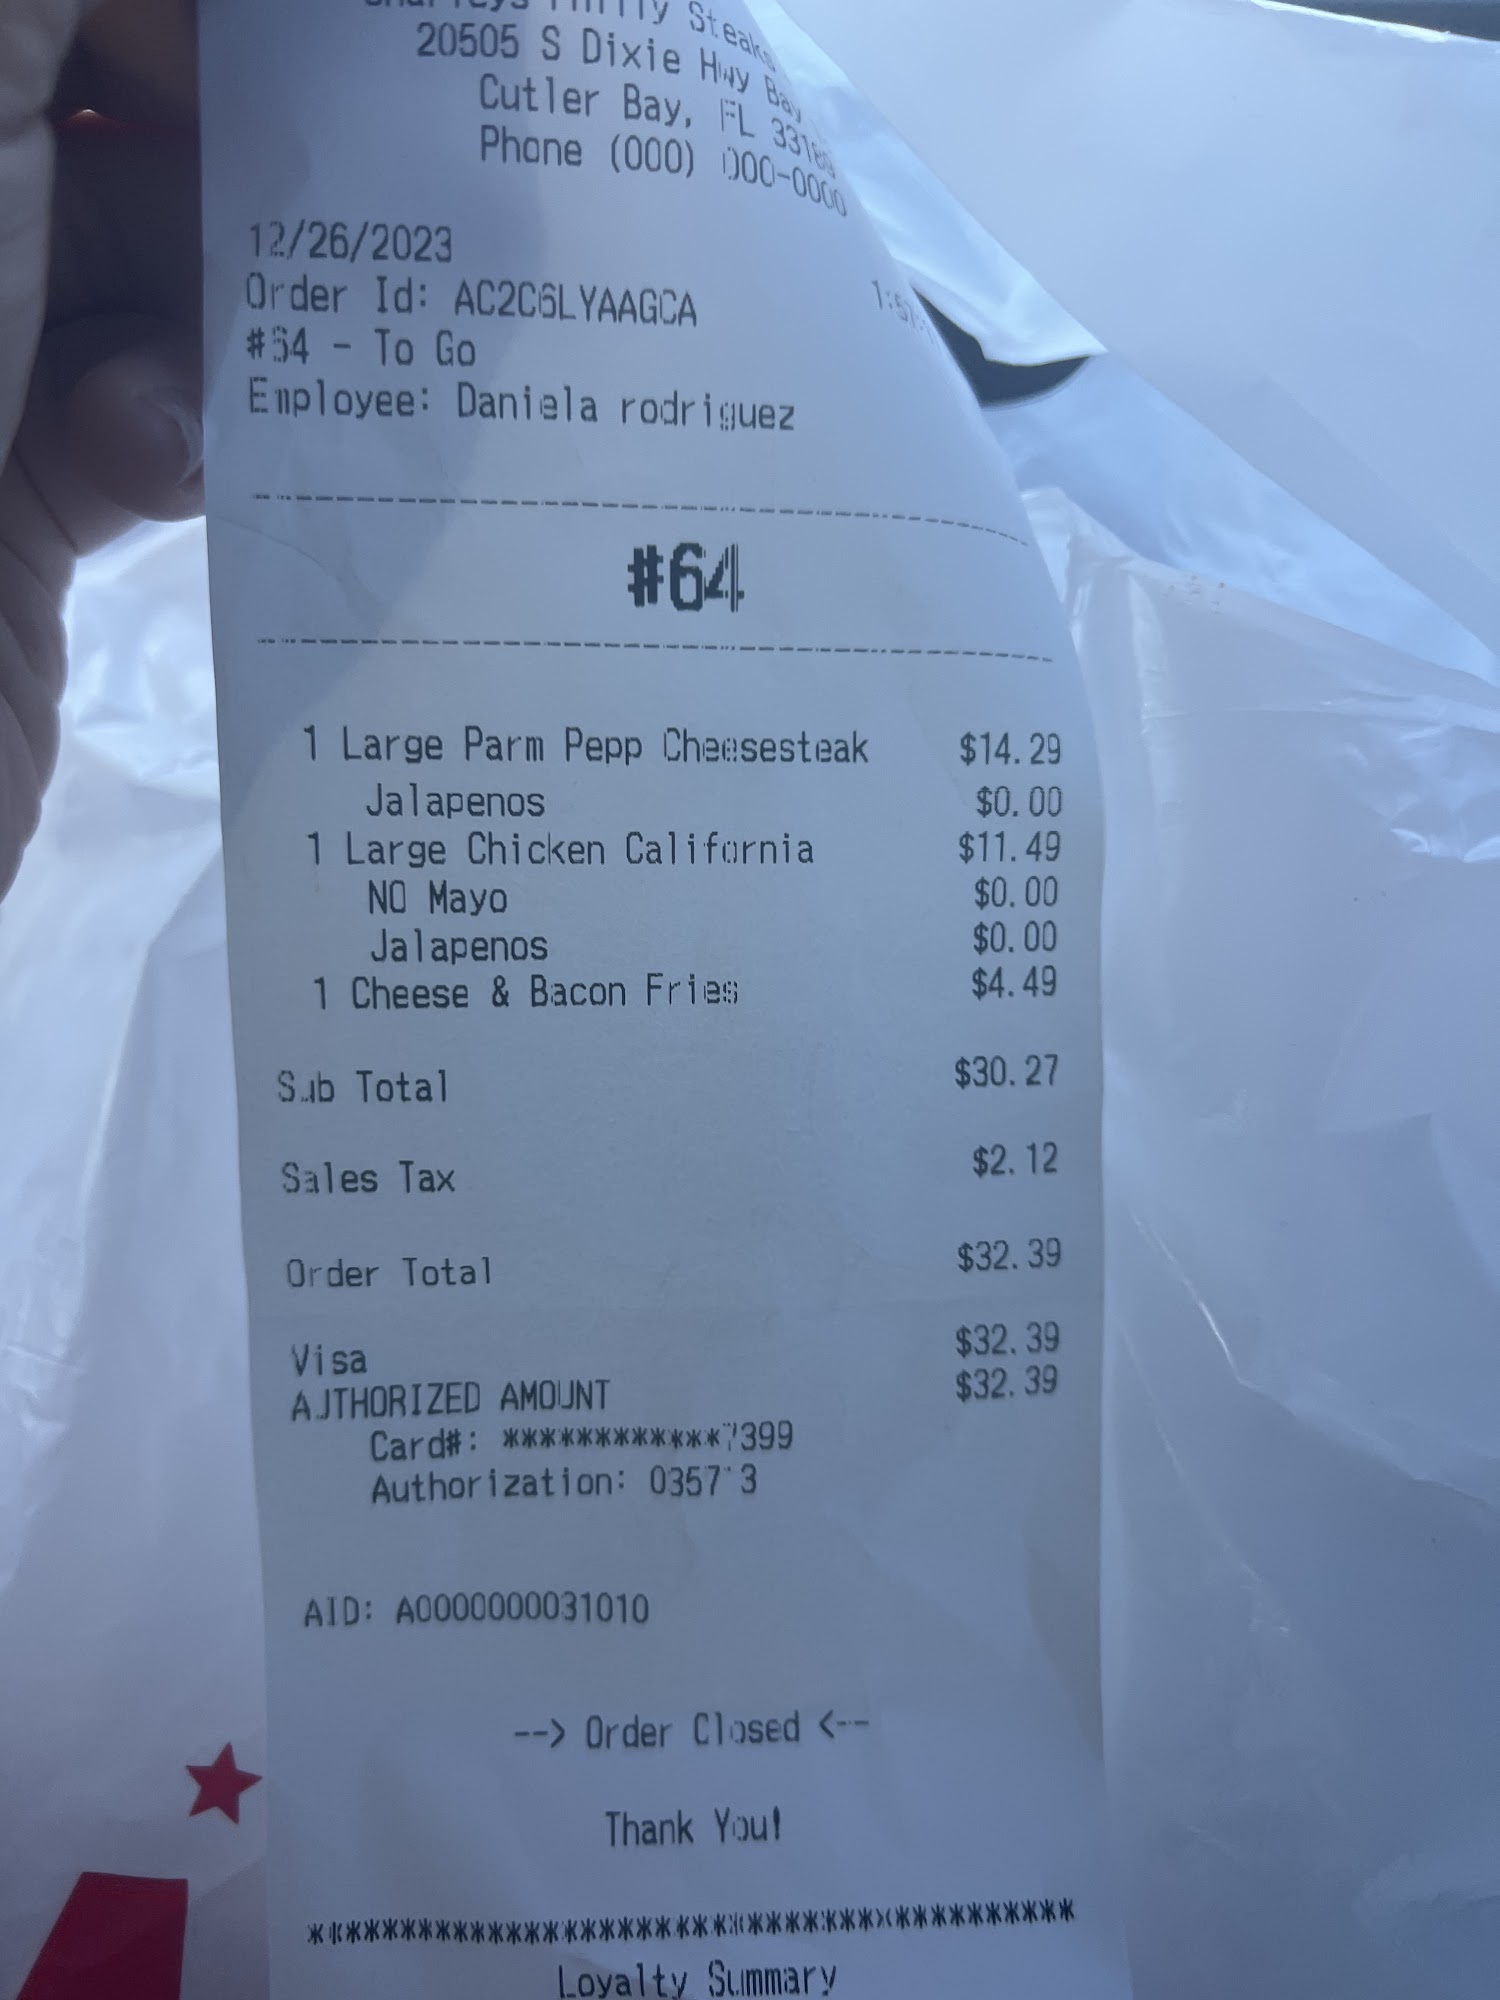 Steaks
20505 S Dixie Hwy Bay
Cutler Bay, FL
Phone (000) 000-0000
12/26/2023
Order Id: AC2C6LYAAGCA
#64 - To Go
Employee: Daniela rodriguez
#64
1 Large Parm Pepp Cheesesteak $14.29
Jalapenos $0.00
1 Large Chicken California $11.49
NO Mayo $0.00
Jalapenos $0.00
1 Cheese & Bacon Fries $4.49
Sub Total $30.27
Sales Tax $2.12
Order Total $32.39
Visa $32.39
AUTHORIZED AMOUNT $32.39
Card#: ************7399
Authorization:
AID: A0000000031010
--> Order Closed <--
Thank You!
*******************************************
Loyalty Summary